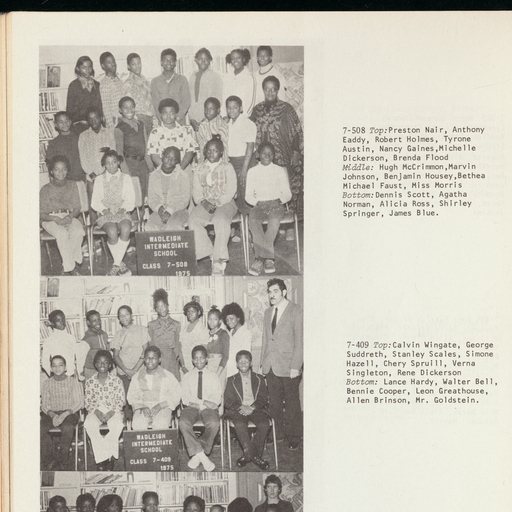 7-508 Top:Preston Nair, Anthony
Eaddy, Robert Holmes, Tyrone
Austin, Nancy Gaines,Michelle
Dickerson, Brenda Flood
Middle: Hugh McCrimmon,Marvin
Johnson, Benjamin Housey,Bethea
Michael Faust, Miss Morris
Bottom:Dennis Scott, Agatha
Norman, Alicia Ross, Shirley
Springer, James Blue.
WADLEIGH
INTERMEDIATE
SCHOOL
CLASS 7-508
1975
7-409 Top:Calvin Wingate, George
Suddreth, Stanley Scales, Simone
Hazell, Chery Spruill, Verna
Singleton, Rene Dickerson
Bottom: Lance Hardy, Walter Bell,
Bennie Cooper, Leon Greathouse,
Allen Brinson, Mr. Goldstein.
WADLEIGH
INTERMEDIATE
SCHOOL
CLASS 7-409
1975